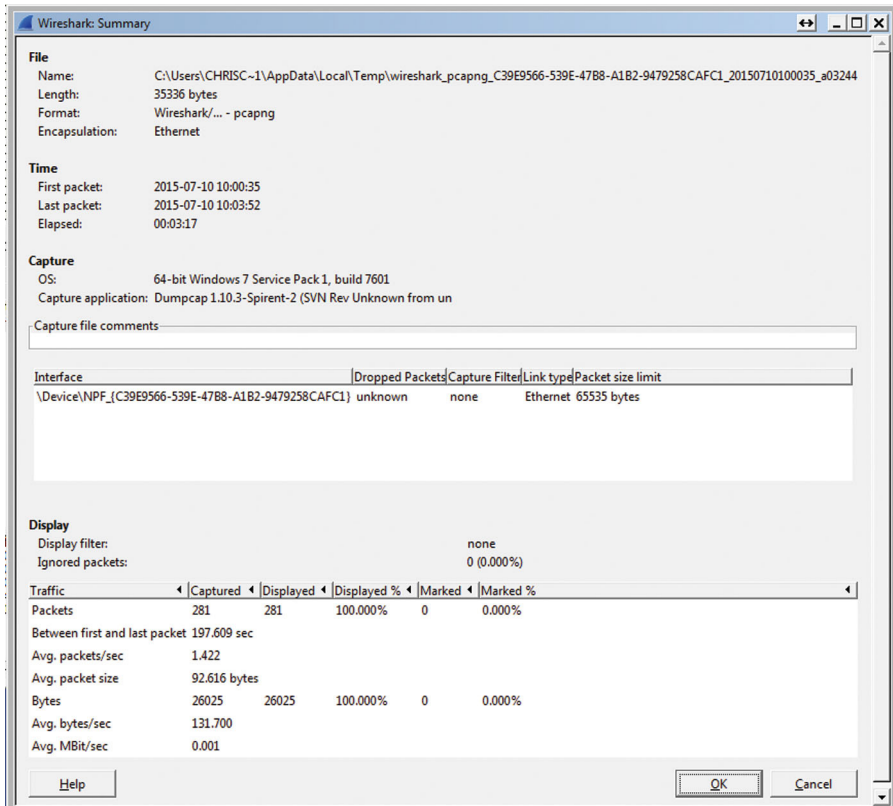 Wireshark: Summary
File
Name: C:\Users\CHRISC~1\AppData\Local\Temp\wireshark_pcapng_C39E9566-539E-47B8-A1B2-9479258CAFC1_20150710100035_a03244
Length: 35336 bytes
Format: Wireshark/... - pcapng
Encapsulation: Ethernet
Time
First packet: 2015-07-10 10:00:35
Last packet: 2015-07-10 10:03:52
Elapsed: 00:03:17
Capture
OS: 64-bit Windows 7 Service Pack 1, build 7601
Capture application: Dumpcap 1.10.3-Spirent-2 (SVN Rev Unknown from un
Capture file comments
Interface Dropped Packets Capture Filter Link type Packet size limit
\Device\NPF_{C39E9566-539E-47B8-A1B2-9479258CAFC1} unknown none Ethernet 65535 bytes
Display
Display filter: none
Ignored packets: 0 (0.000%)
Traffic Captured Displayed Displayed % Marked Marked %
Packets 281 281 100.000% 0 0.000%
Between first and last packet 197.609 sec
Avg. packets/sec 1.422
Avg. packet size 92.616 bytes
Bytes 26025 26025 100.000% 0 0.000%
Avg. bytes/sec 131.700
Avg. MBit/sec 0.001
Help OK Cancel